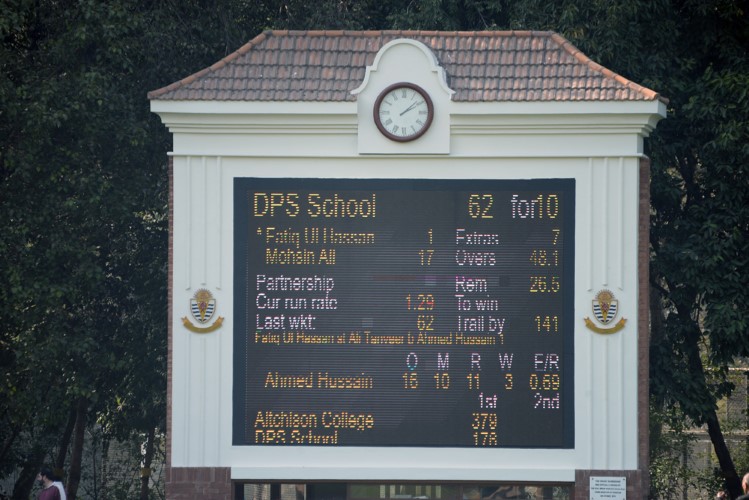 DPS School 62 for10
* Fatiq Ul Hassan 1 Extras 7
Mohsin Ali 17 Overs 48.1
Partnership Rem 26.5
Cur run rate 1.29 To win
Last wkt: 62 Trail by 141
Fatiq Ul Hassan st Ali Tanveer b Ahmed Hussain 1
O M R W E/R
Ahmed Hussain 16 10 11 3 0.69
1st 2nd
Aitchison College 379
DPS School 176